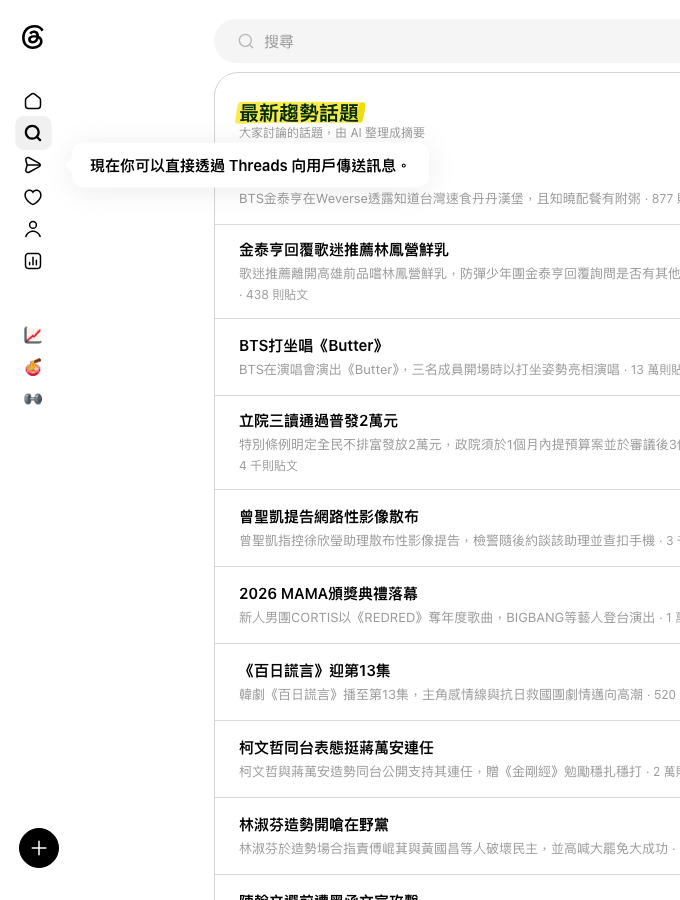 搜尋
最新趨勢話題
大家討論的話題，由 AI 整理成摘要
現在你可以直接透過 Threads 向用戶傳送訊息。
BTS金泰亨在Weverse透露知道台灣速食丹丹漢堡，且知曉配餐有附粥 · 877
金泰亨回覆歌迷推薦林鳳營鮮乳
歌迷推薦離開高雄前品嚐林鳳營鮮乳，防彈少年團金泰亨回覆詢問是否有其他
· 438 則貼文
BTS打坐唱《Butter》
BTS在演唱會演出《Butter》，三名成員開場時以打坐姿勢亮相演唱 · 13 萬則貼
立院三讀通過普發2萬元
特別條例明定全民不排富發放2萬元，政院須於1個月內提預算案並於審議後3個
4 千則貼文
曾聖凱提告網路性影像散布
曾聖凱指控徐欣瑩助理散布性影像提告，檢警隨後約談該助理並查扣手機 · 3
2026 MAMA頒獎典禮落幕
新人男團CORTIS以《REDRED》奪年度歌曲，BIGBANG等藝人登台演出 · 1
《百日謊言》迎第13集
韓劇《百日謊言》播至第13集，主角感情線與抗日救國團劇情邁向高潮 · 520
柯文哲同台表態挺蔣萬安連任
柯文哲與蔣萬安造勢同台公開支持其連任，贈《金剛經》勉勵穩扎穩打 · 2 萬
林淑芬造勢開嗆在野黨
林淑芬於造勢場合指責傅崐萁與黃國昌等人破壞民主，並高喊大罷免大成功 ·